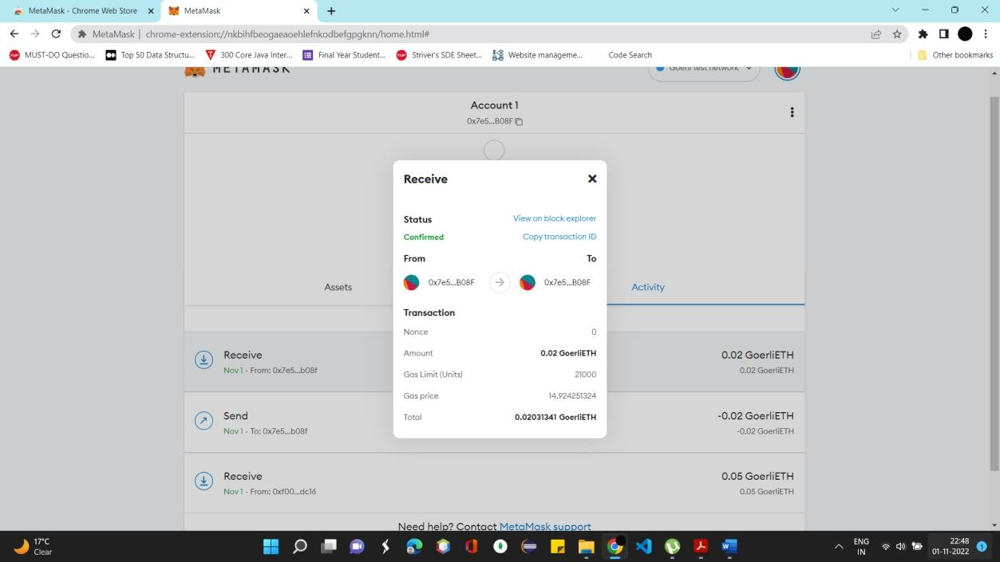 MetaMask - Chrome Web Store
MetaMask
MetaMask | chrome-extension://nkbihfbeogaeaoehlefnkodbefgpgknn/home.html#
MUST-DO Questio... Top 50 Data Structu... 300 Core Java Inter... Final Year Student... Striver's SDE Sheet... Website manageme... Code Search Other bookmarks
METAMASK
Goerli test network
Account 1
0x7e5...B08F
Receive
Status View on block explorer
Confirmed Copy transaction ID
From To
0x7e5...B08F 0x7e5...B08F
Assets Activity
Transaction
Nonce 0
Amount 0.02 GoerliETH
Gas Limit (Units) 21000
Gas price 14.924251324
Total 0.02031341 GoerliETH
Receive 0.02 GoerliETH
Nov 1 · From: 0x7e5...b08f 0.02 GoerliETH
Send -0.02 GoerliETH
Nov 1 · To: 0x7e5...b08f -0.02 GoerliETH
Receive 0.05 GoerliETH
Nov 1 · From: 0xf00...dc16 0.05 GoerliETH
Need help? Contact MetaMask support
17°C
Clear
ENG
IN
22:48
01-11-2022
1